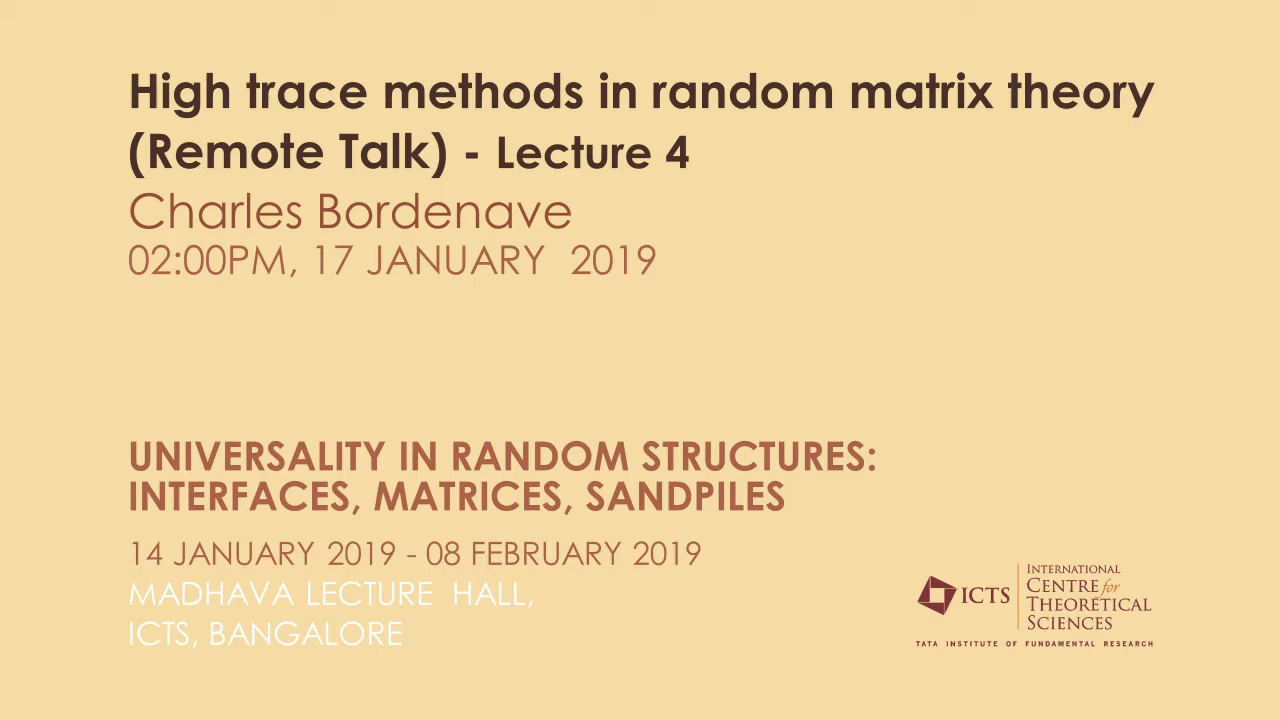 High trace methods in random matrix theory
(Remote Talk) - Lecture 4
Charles Bordenave
02:00PM, 17 JANUARY 2019
UNIVERSALITY IN RANDOM STRUCTURES:
INTERFACES, MATRICES, SANDPILES
14 JANUARY 2019 - 08 FEBRUARY 2019
MADHAVA LECTURE HALL,
ICTS, BANGALORE
ICTS
INTERNATIONAL
CENTRE for
THEORETICAL
SCIENCES
TATA INSTITUTE OF FUNDAMENTAL RESEARCH